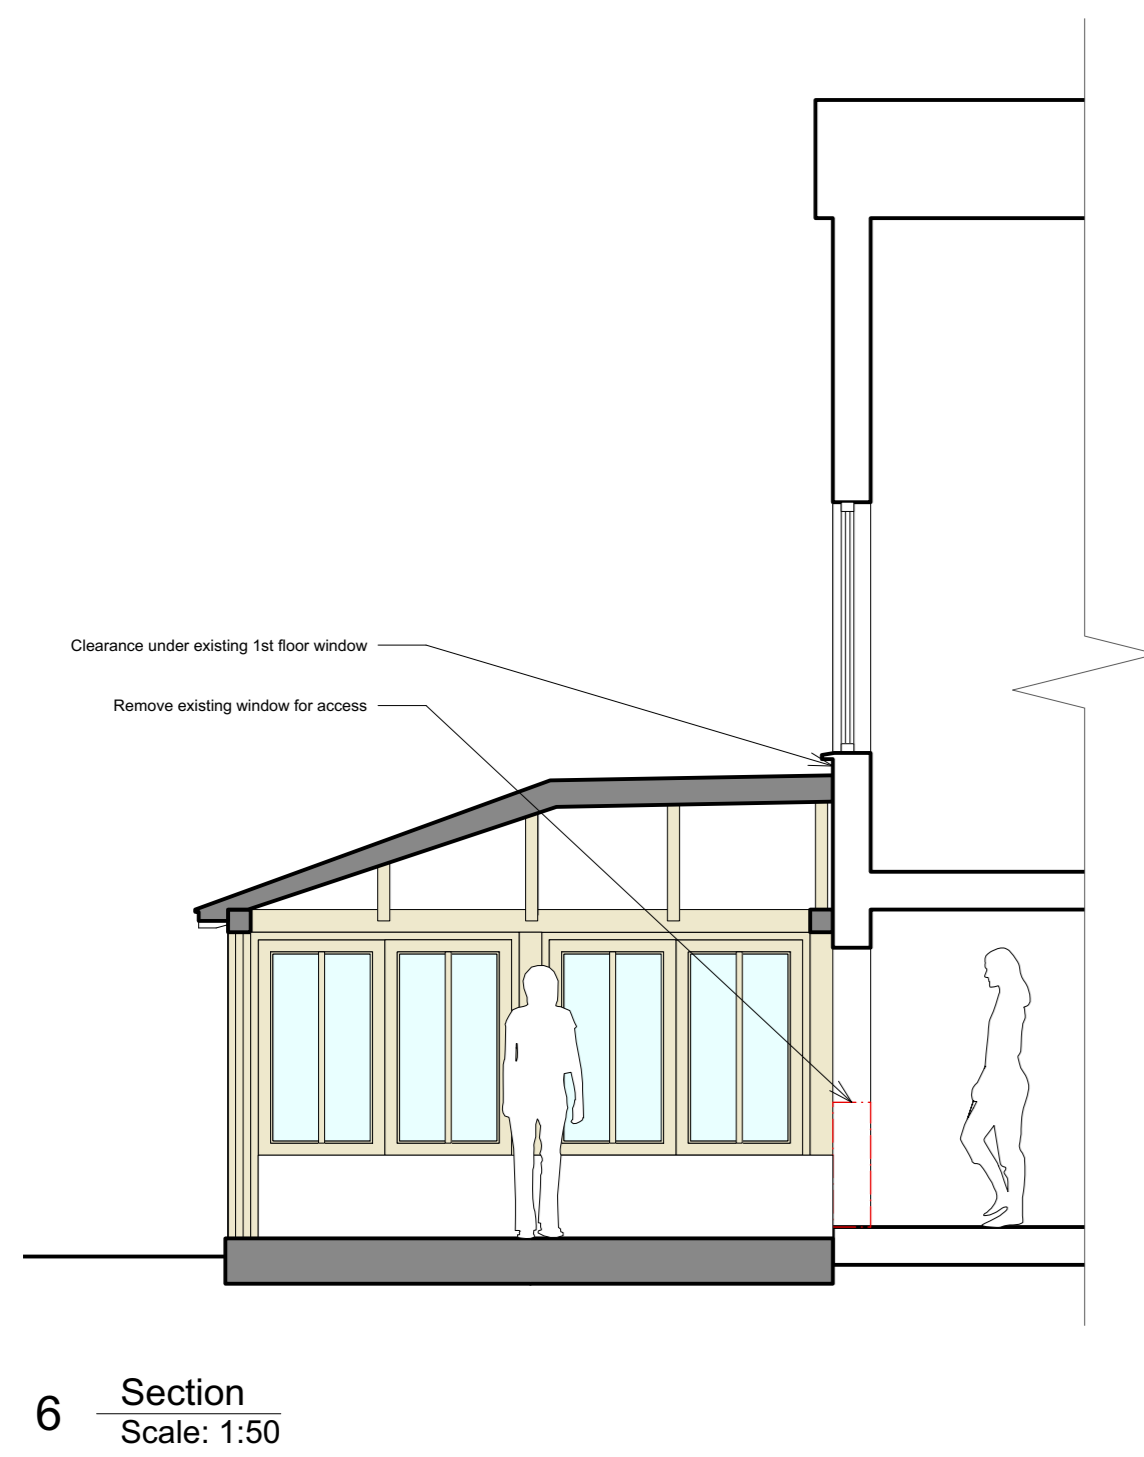 Clearance under existing 1st floor window
Remove existing window for access
6
Section
Scale: 1:50